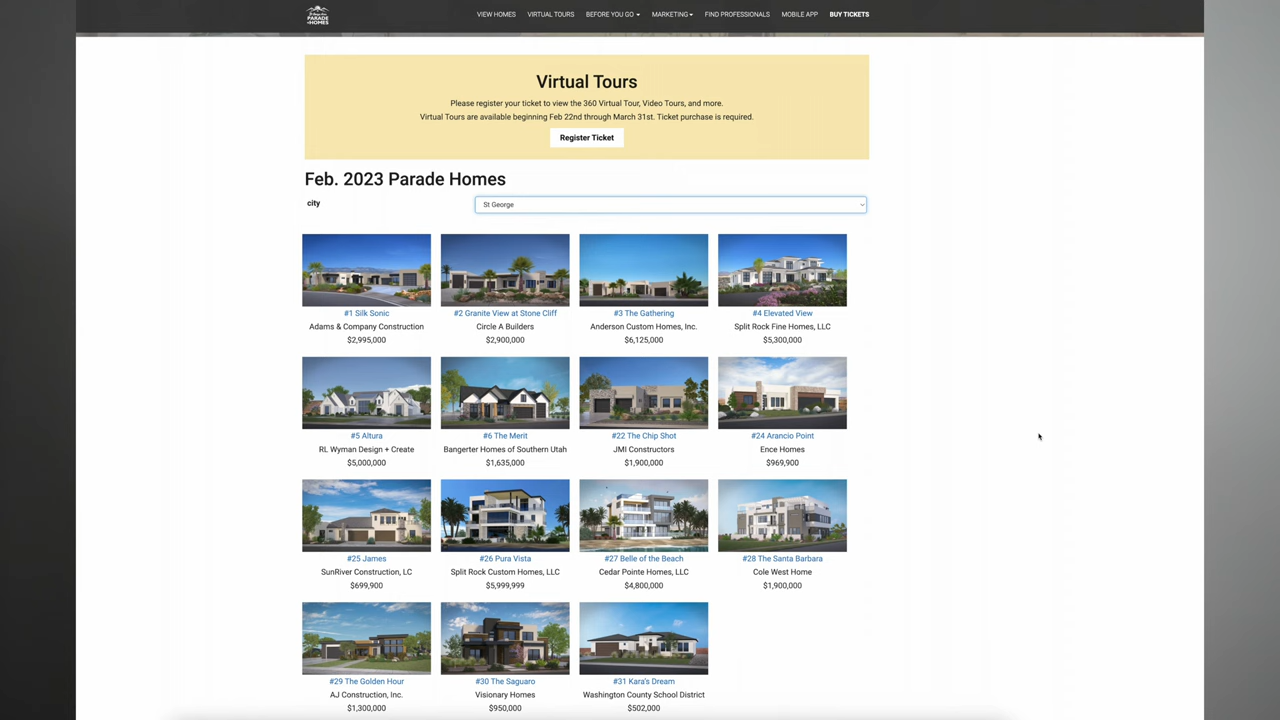 PARADE
of HOMES
VIEW HOMES VIRTUAL TOURS BEFORE YOU GO MARKETING FIND PROFESSIONALS MOBILE APP BUY TICKETS
Virtual Tours
Please register your ticket to view the 360 Virtual Tour, Video Tours, and more.
Virtual Tours are available beginning Feb 22nd through March 31st. Ticket purchase is required.
Register Ticket
Feb. 2023 Parade Homes
city St George
#1 Silk Sonic #2 Granite View at Stone Cliff #3 The Gathering #4 Elevated View
Adams & Company Construction Circle A Builders Anderson Custom Homes, Inc. Split Rock Fine Homes, LLC
$2,995,000 $2,900,000 $6,125,000 $5,300,000
#5 Altura #6 The Merit #22 The Chip Shot #24 Arancio Point
RL Wyman Design + Create Bangerter Homes of Southern Utah JMI Constructors Ence Homes
$5,000,000 $1,635,000 $1,900,000 $969,900
#25 James #26 Pura Vista #27 Belle of the Beach #28 The Santa Barbara
SunRiver Construction, LC Split Rock Custom Homes, LLC Cedar Pointe Homes, LLC Cole West Home
$699,900 $5,999,999 $4,800,000 $1,900,000
#29 The Golden Hour #30 The Saguaro #31 Kara's Dream
AJ Construction, Inc. Visionary Homes Washington County School District
$1,300,000 $950,000 $502,000